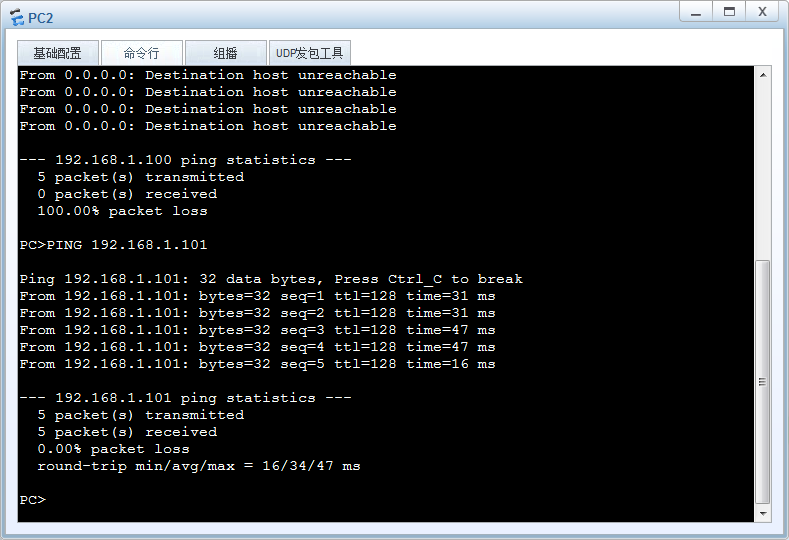 PC2
基础配置 命令行 组播 UDP发包工具
From 0.0.0.0: Destination host unreachable
From 0.0.0.0: Destination host unreachable
From 0.0.0.0: Destination host unreachable
From 0.0.0.0: Destination host unreachable
--- 192.168.1.100 ping statistics ---
5 packet(s) transmitted
0 packet(s) received
100.00% packet loss
PC>PING 192.168.1.101
Ping 192.168.1.101: 32 data bytes, Press Ctrl_C to break
From 192.168.1.101: bytes=32 seq=1 ttl=128 time=31 ms
From 192.168.1.101: bytes=32 seq=2 ttl=128 time=31 ms
From 192.168.1.101: bytes=32 seq=3 ttl=128 time=47 ms
From 192.168.1.101: bytes=32 seq=4 ttl=128 time=47 ms
From 192.168.1.101: bytes=32 seq=5 ttl=128 time=16 ms
--- 192.168.1.101 ping statistics ---
5 packet(s) transmitted
5 packet(s) received
0.00% packet loss
round-trip min/avg/max = 16/34/47 ms
PC>